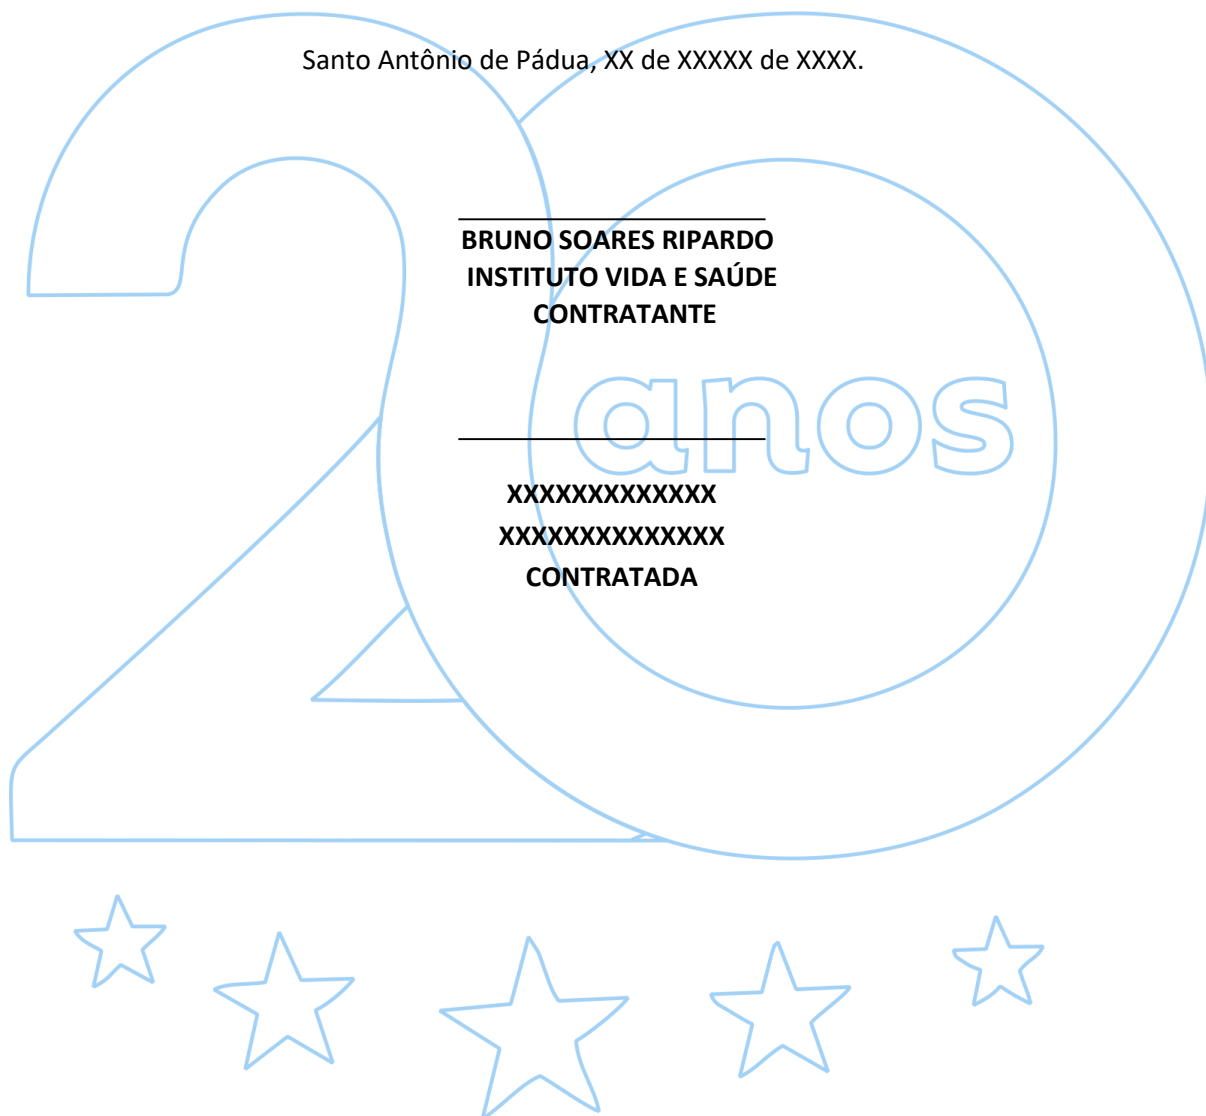 Santo Antônio de Pádua, XX de XXXXX de XXXX.
BRUNO SOARES RIPARDO
INSTITUTO VIDA E SAÚDE
CONTRATANTE
20
anos
XXXXXXXXXXXXX
XXXXXXXXXXXXXX
CONTRATADA